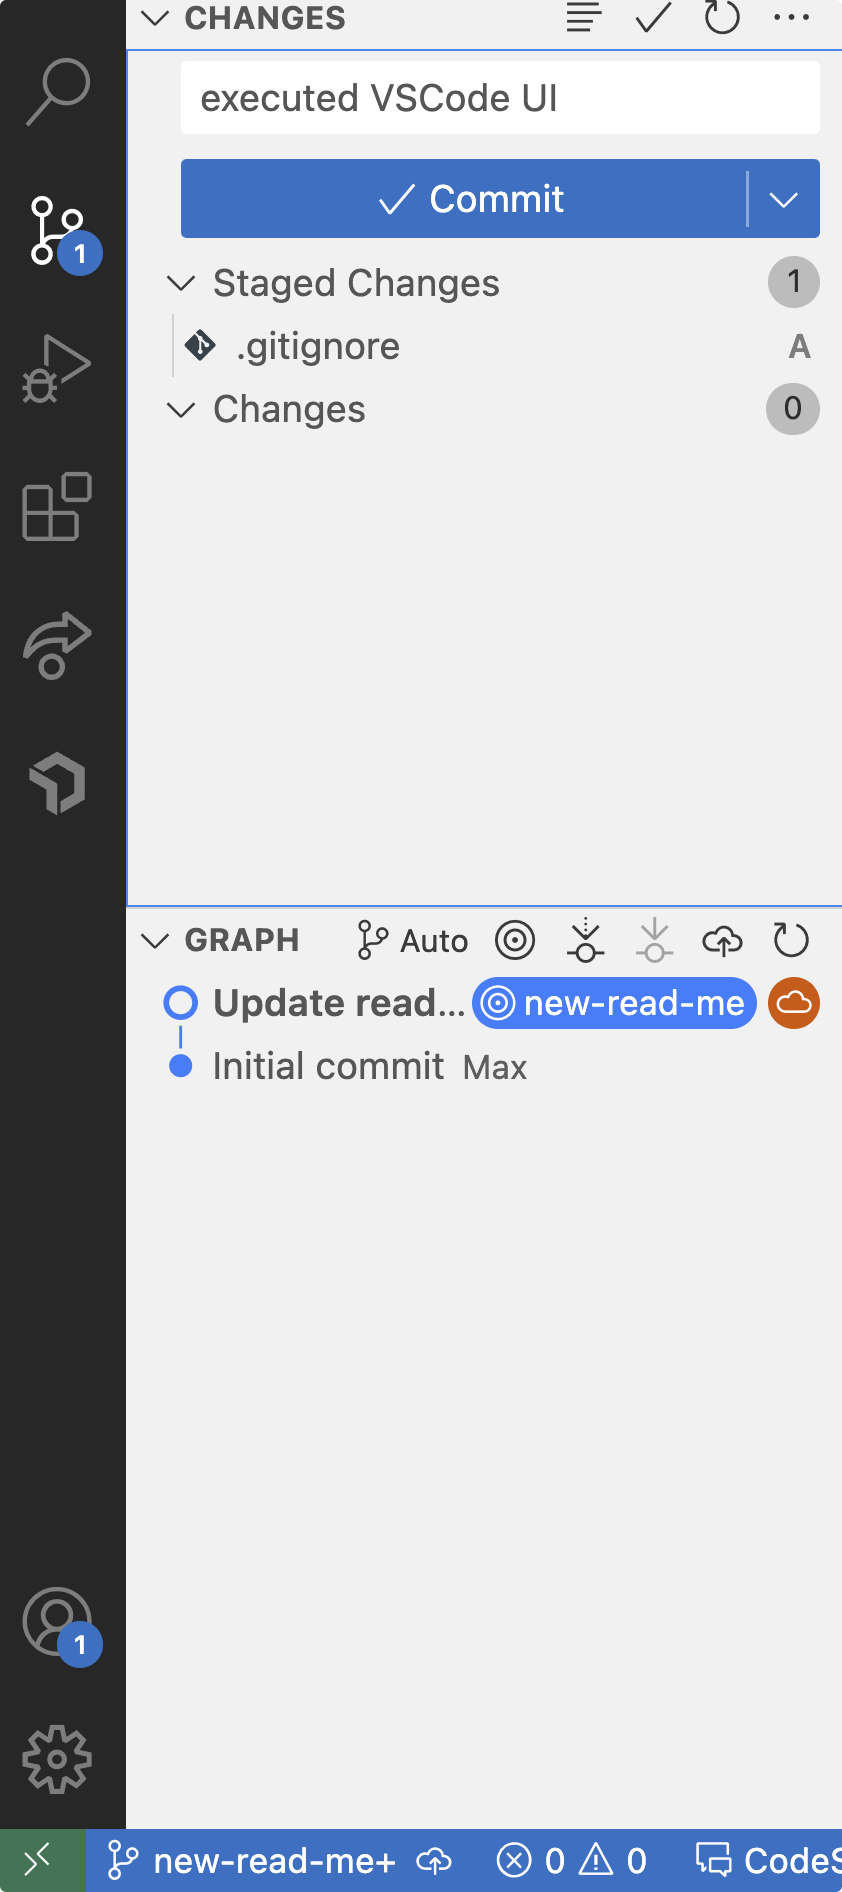 CHANGES
executed VSCode UI
Commit
1
Staged Changes 1
.gitignore A
Changes 0
GRAPH Auto
Update read... new-read-me
Initial commit Max
1
new-read-me+ 0 0 CodeS